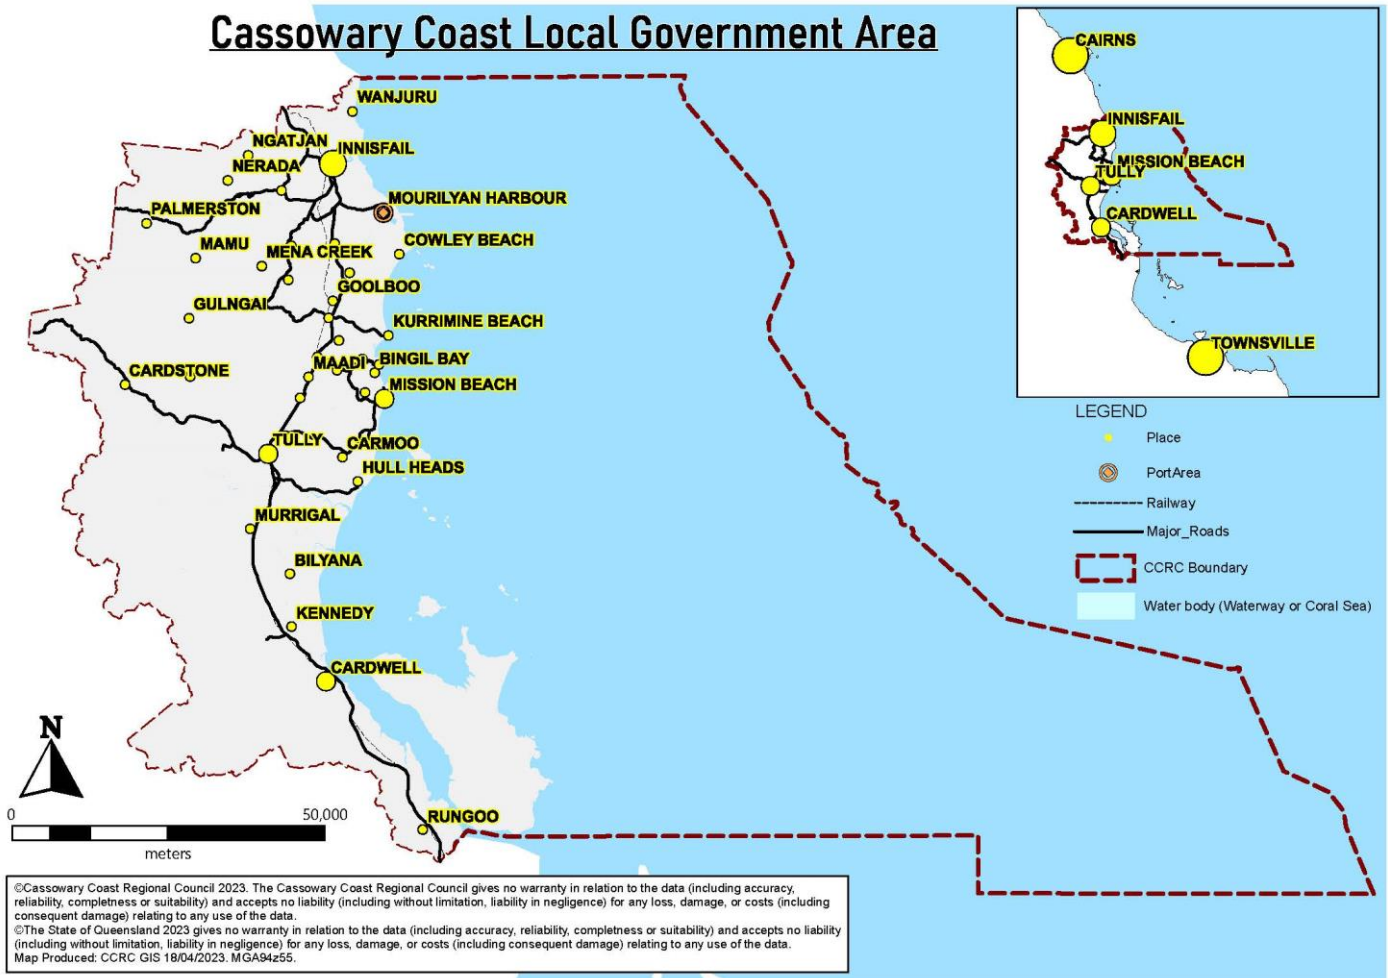 Cassowary Coast Local Government Area
WANJURU
NGATJAN
INNISFAIL
NERADA
MOURILYAN HARBOUR
PALMERSTON
MAMU
MENA CREEK
COWLEY BEACH
GOOLBOO
GULNGAI
KURRIMINE BEACH
MAADI
BINGIL BAY
CARDSTONE
MISSION BEACH
TULLY
CARMOO
HULL HEADS
MURRIGAL
BILYANA
KENNEDY
CARDWELL
RUNGOO
CAIRNS
INNISFAIL
MISSION BEACH
TULLY
CARDWELL
TOWNSVILLE
LEGEND
Place
PortArea
Railway
Major_Roads
CCRC Boundary
Water body (Waterway or Coral Sea)
N
0 50,000
meters
©Cassowary Coast Regional Council 2023. The Cassowary Coast Regional Council gives no warranty in relation to the data (including accuracy,
reliability, completness or suitability) and accepts no liability (including without limitation, liability in negligence) for any loss, damage, or costs (including
consequent damage) relating to any use of the data.
©The State of Queensland 2023 gives no warranty in relation to the data (including accuracy, reliability, completness or suitability) and accepts no liability
(including without limitation, liability in negligence) for any loss, damage, or costs (including consequent damage) relating to any use of the data.
Map Produced: CCRC GIS 18/04/2023. MGA94z55.